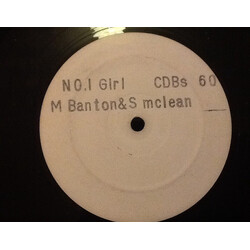 NO.1 Girl CDBs 60
M Banton&S mclean